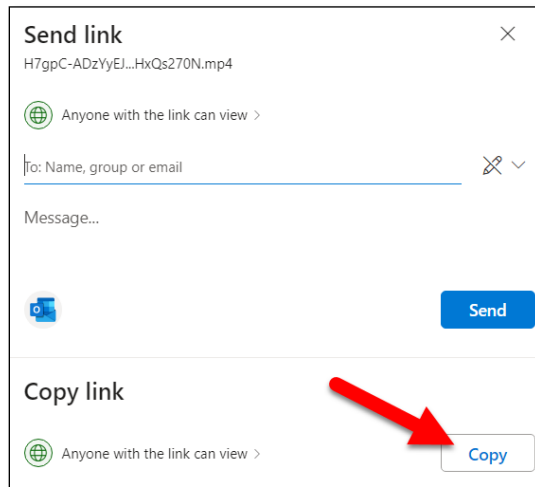 Send link
H7gpC-ADzYyEJ...HxQs270N.mp4
Anyone with the link can view >
To: Name, group or email
Message...
Send
Copy link
Anyone with the link can view >
Copy